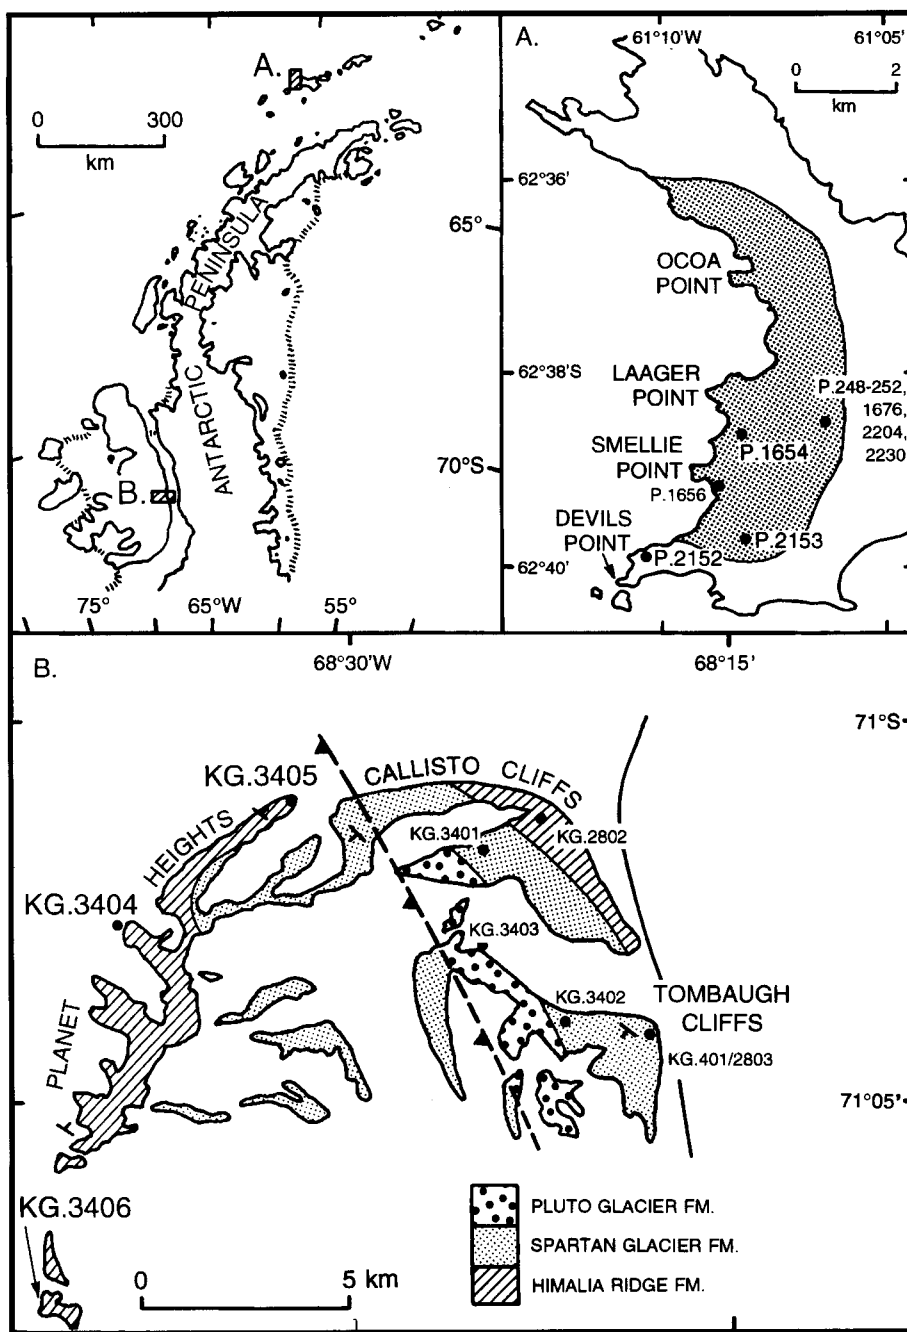 A.
0 300
km
65°
PENINSULA
ANTARCTIC
70°S
B.
75° 65°W 55°
A.
61°10'W 61°05'
0 2
km
62°36'
OCOA
POINT
62°38'S
LAAGER
POINT
P.248-252,
1676,
2204,
2230
P.1654
SMELLIE
POINT
P.1656
DEVILS
POINT
P.2153
P.2152
62°40'
B.
68°30'W 68°15'
71°S
KG.3405
CALLISTO CLIFFS
KG.3401
KG.2802
PLANET HEIGHTS
KG.3404
KG.3403
KG.3402
TOMBAUGH
CLIFFS
KG.401/2803
71°05'
KG.3406
0 5 km
PLUTO GLACIER FM.
SPARTAN GLACIER FM.
HIMALIA RIDGE FM.